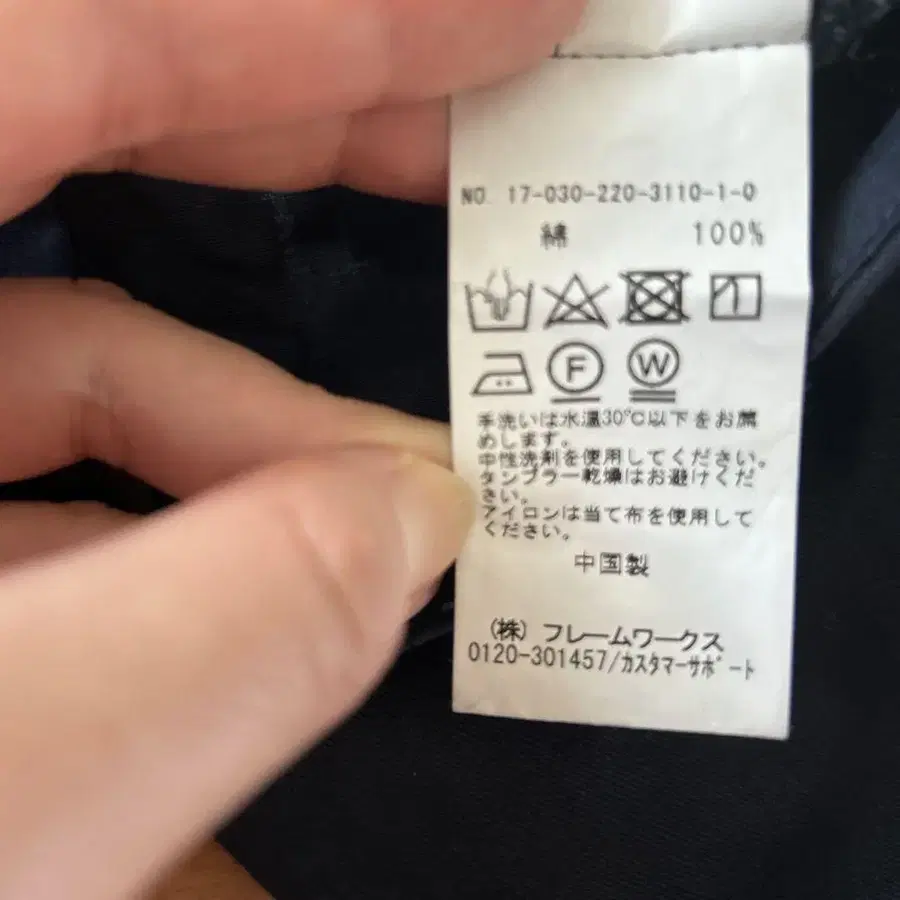 NO. 17-030-220-3110-1-0
綿 100%
F W
手洗いは水温30℃以下をお薦
めします。
中性洗剤を使用してください。
タンブラー乾燥はお避けくだ
さい。
アイロンは当て布を使用して
ください。
中国製
(株) フレームワークス
0120-301457/カスタマーサポート